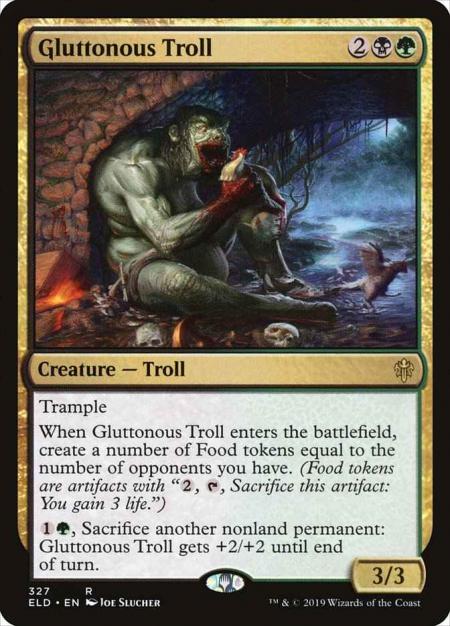 Gluttonous Troll 2
Creature — Troll
Trample
When Gluttonous Troll enters the battlefield,
create a number of Food tokens equal to the
number of opponents you have. (Food tokens
are artifacts with “2, , Sacrifice this artifact:
You gain 3 life.”)
1 , Sacrifice another nonland permanent:
Gluttonous Troll gets +2/+2 until end
of turn.
3/3
327 R
ELD • EN Joe Slucher
™ & © 2019 Wizards of the Coast